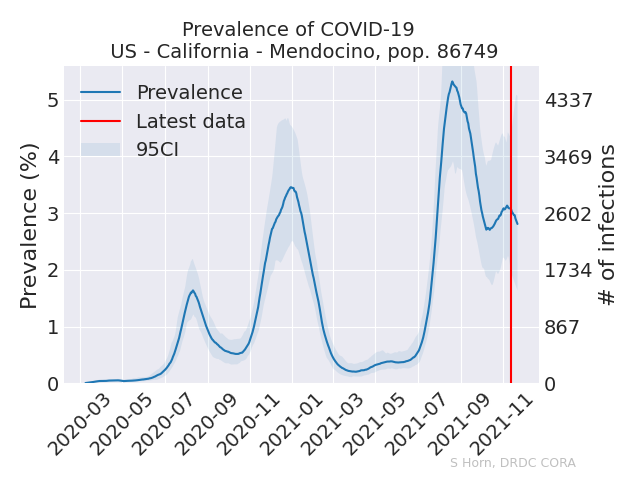 Prevalence of COVID-19
US - California - Mendocino, pop. 86749
Prevalence
Latest data
95CI
Prevalence (%)
5
4
3
2
1
0
4337
3469
2602
1734
867
0
# of infections
2020-03
2020-05
2020-07
2020-09
2020-11
2021-01
2021-03
2021-05
2021-07
2021-09
2021-11
S Horn, DRDC CORA